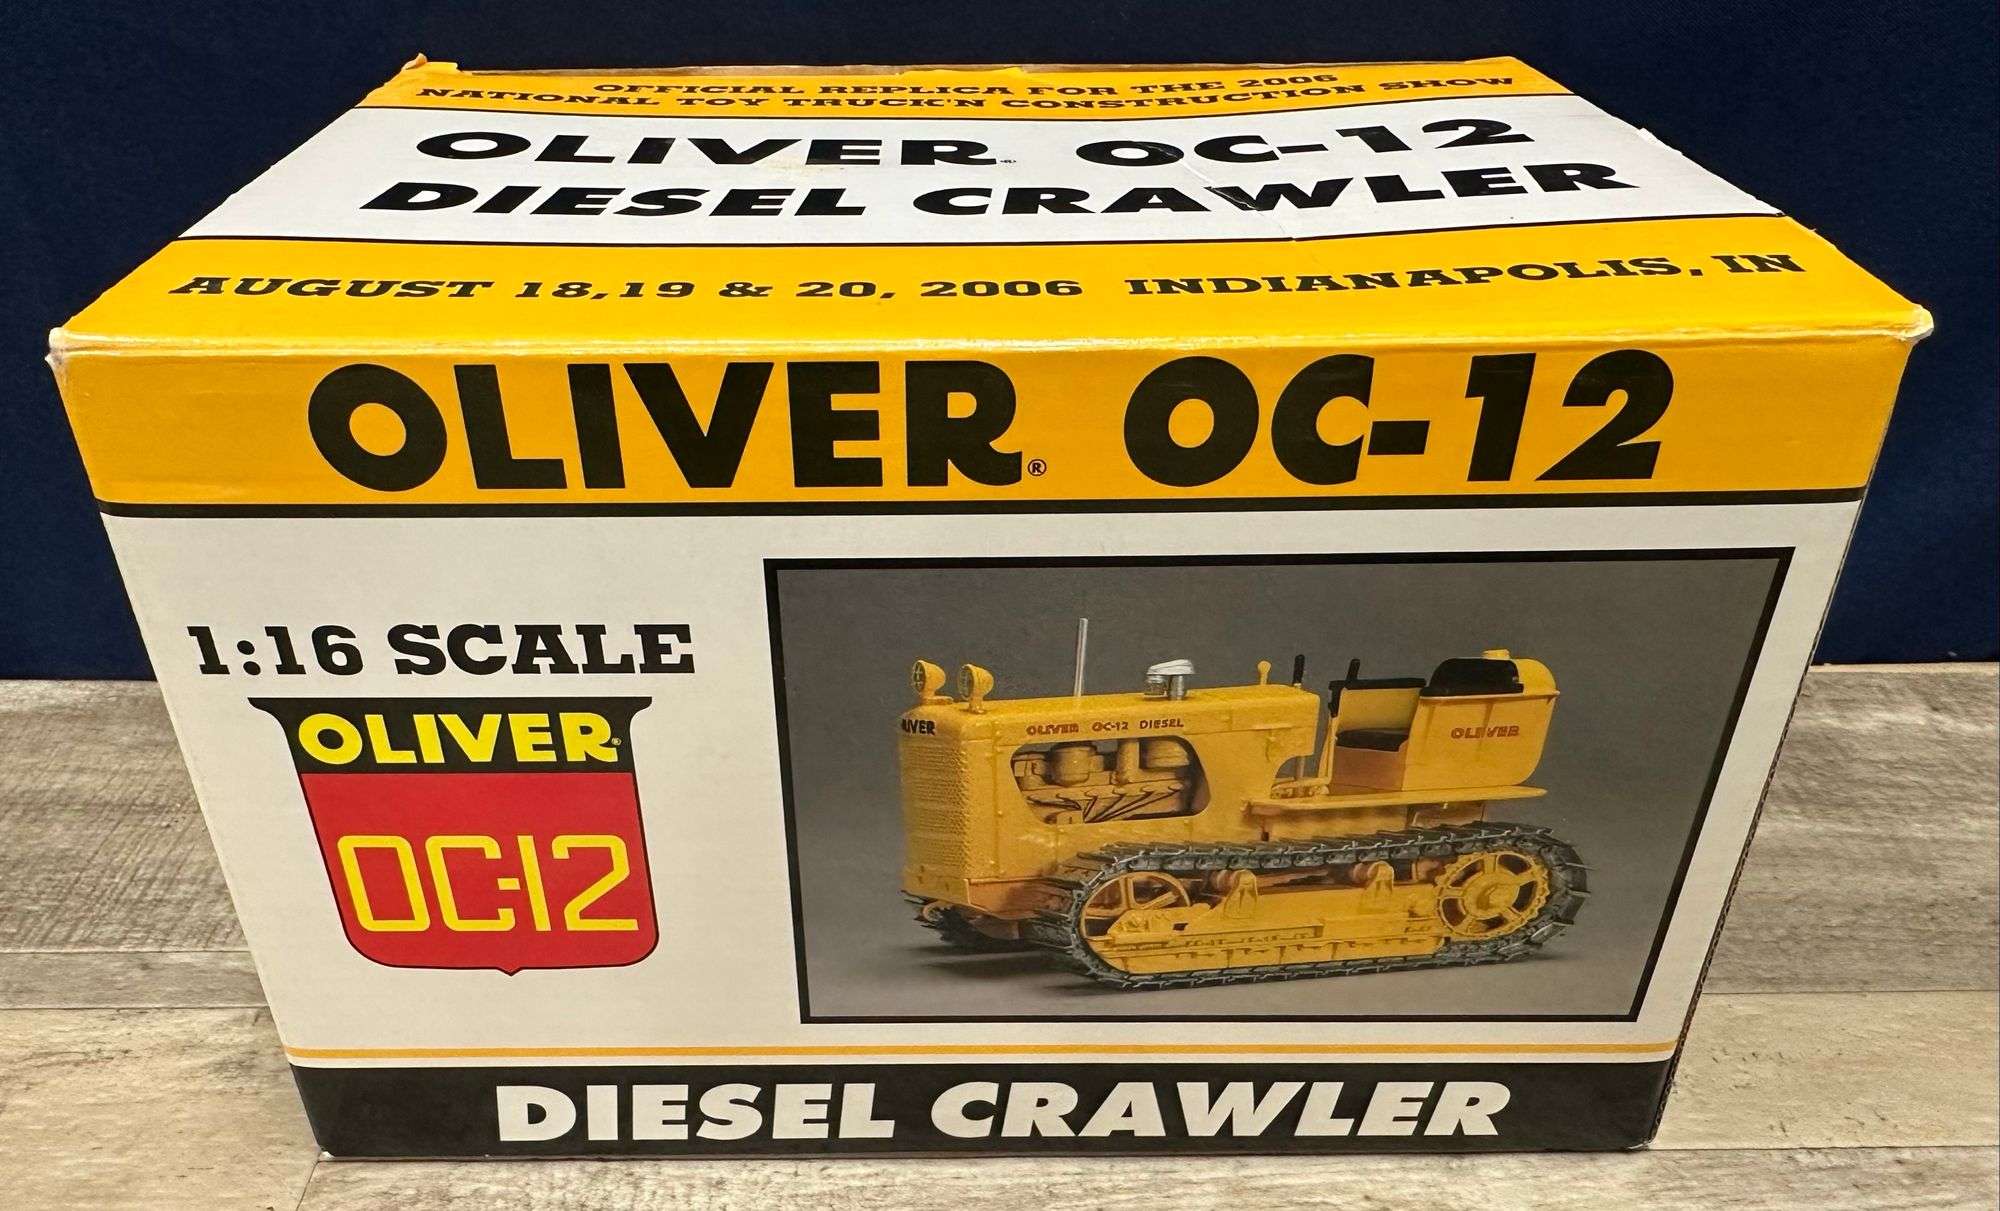 OFFICIAL REPLICA FOR THE 2006
NATIONAL TOY TRUCK'N CONSTRUCTION SHOW
OLIVER® OC-12
DIESEL CRAWLER
AUGUST 18,19 & 20, 2006 INDIANAPOLIS, IN
OLIVER® OC-12
1:16 SCALE
OLIVER®
OC-12
OLIVER
OLIVER OC-12 DIESEL
OLIVER
DIESEL CRAWLER